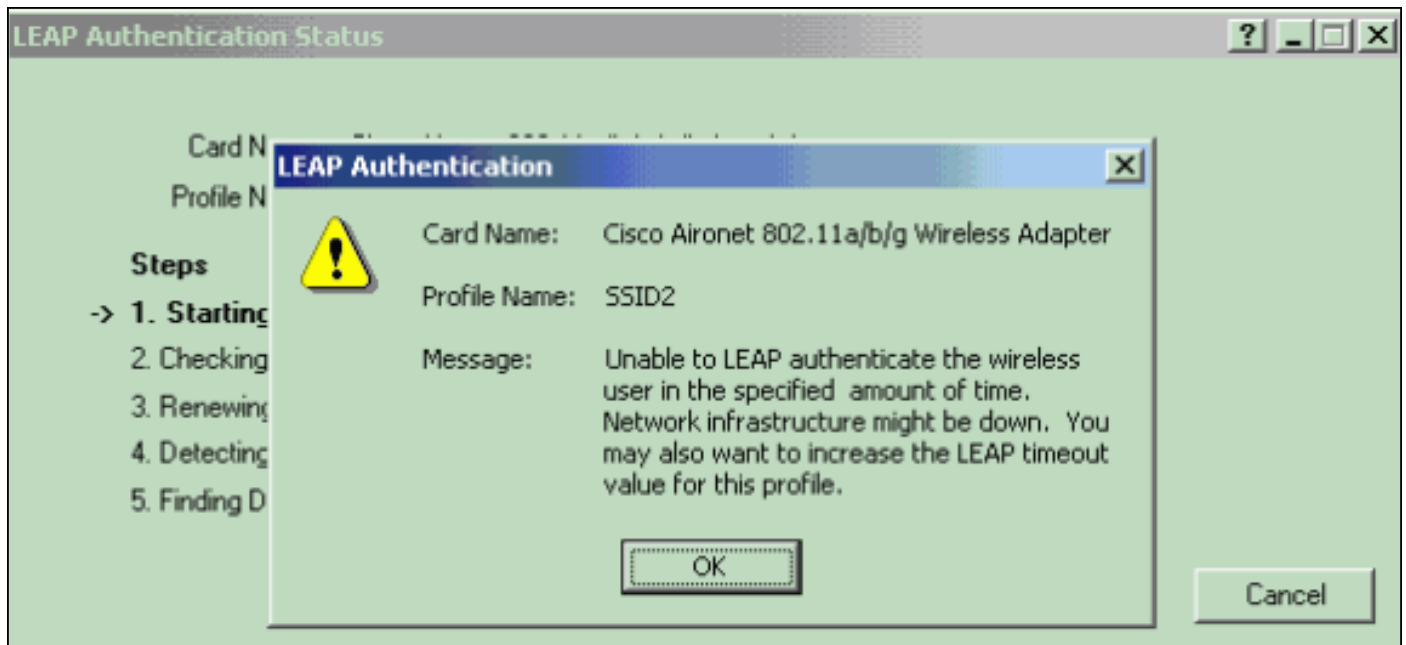 LEAP Authentication Status
Card N
Profile N
Steps
-> 1. Starting
2. Checking
3. Renewing
4. Detecting
5. Finding D
LEAP Authentication
Card Name: Cisco Aironet 802.11a/b/g Wireless Adapter
Profile Name: SSID2
Message: Unable to LEAP authenticate the wireless
user in the specified amount of time.
Network infrastructure might be down. You
may also want to increase the LEAP timeout
value for this profile.
OK
Cancel